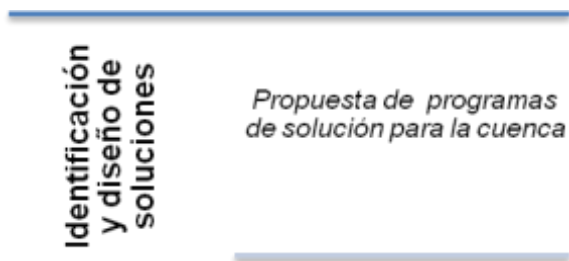 Identificación
y diseño de
soluciones
Propuesta de programas
de solución para la cuenca